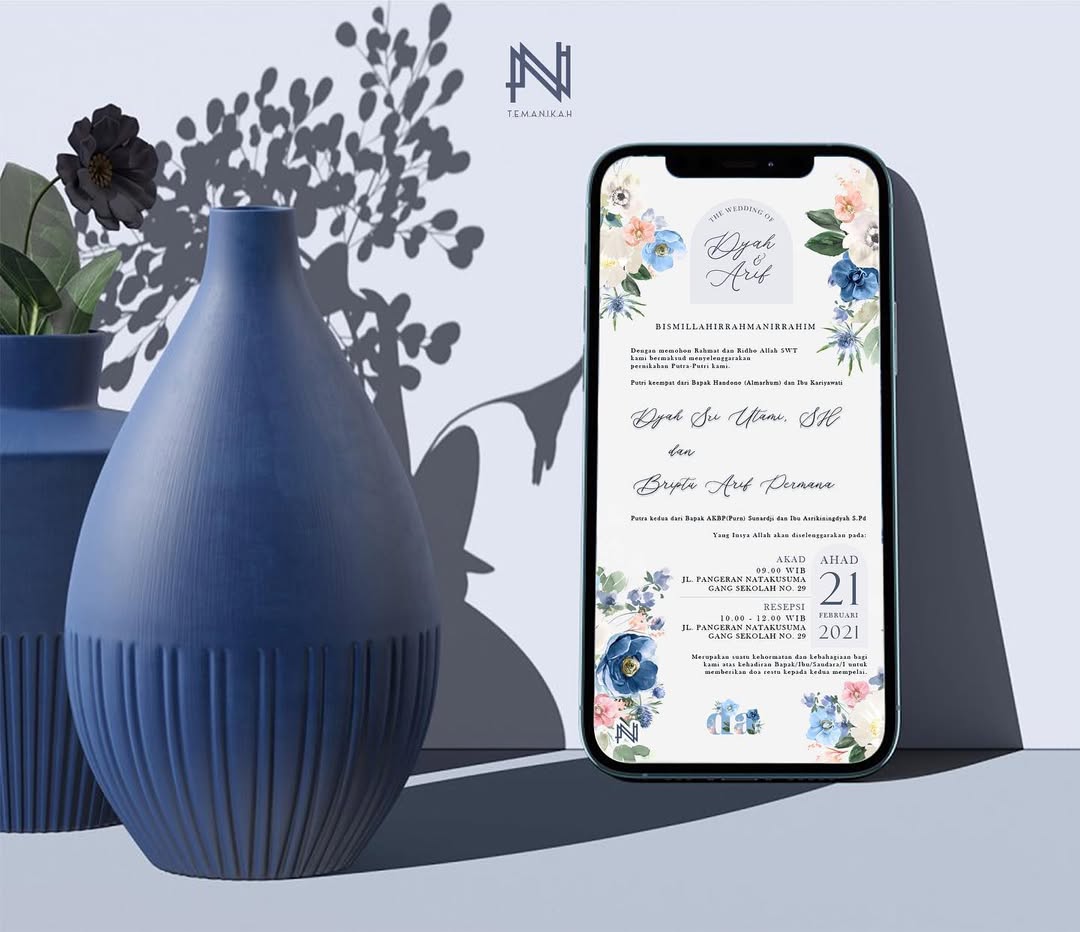 T.E.M.A.N.I.K.A.H
THE WEDDING OF
Dyah
&
Arif
BISMILLAHIRRAHMANIRRAHIM
Dengan memohon Rahmat dan Ridho Allah SWT
kami bermaksud menyelenggarakan
pernikahan Putra-Putri kami.
Putri keempat dari Bapak Handono (Almarhum) dan Ibu Kariyawati
Dyah Sri Utami, SH
dan
Briptu Arif Permana
Putra kedua dari Bapak AKBP(Purn) Sunardji dan Ibu Asrikiningdyah S.Pd
Yang Insya Allah akan diselenggarakan pada:
AKAD
09.00 WIB
JL. PANGERAN NATAKUSUMA
GANG SEKOLAH NO. 29
RESEPSI
10.00 - 12.00 WIB
JL. PANGERAN NATAKUSUMA
GANG SEKOLAH NO. 29
AHAD
21
FEBRUARI
2021
Merupakan suatu kehormatan dan kebahagiaan bagi
kami atas kehadiran Bapak/Ibu/Saudara/I untuk
memberikan doa restu kepada kedua mempelai.
da